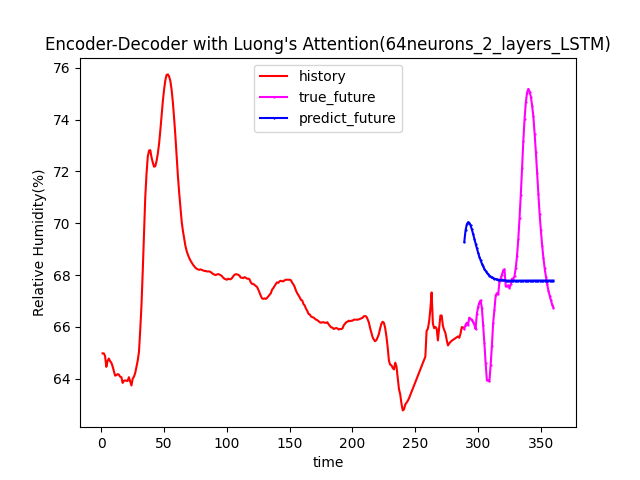 Encoder-Decoder with Luong's Attention(64neurons_2_layers_LSTM)
history
true_future
predict_future
Relative Humidity(%)
76
74
72
70
68
66
64
0 50 100 150 200 250 300 350
time